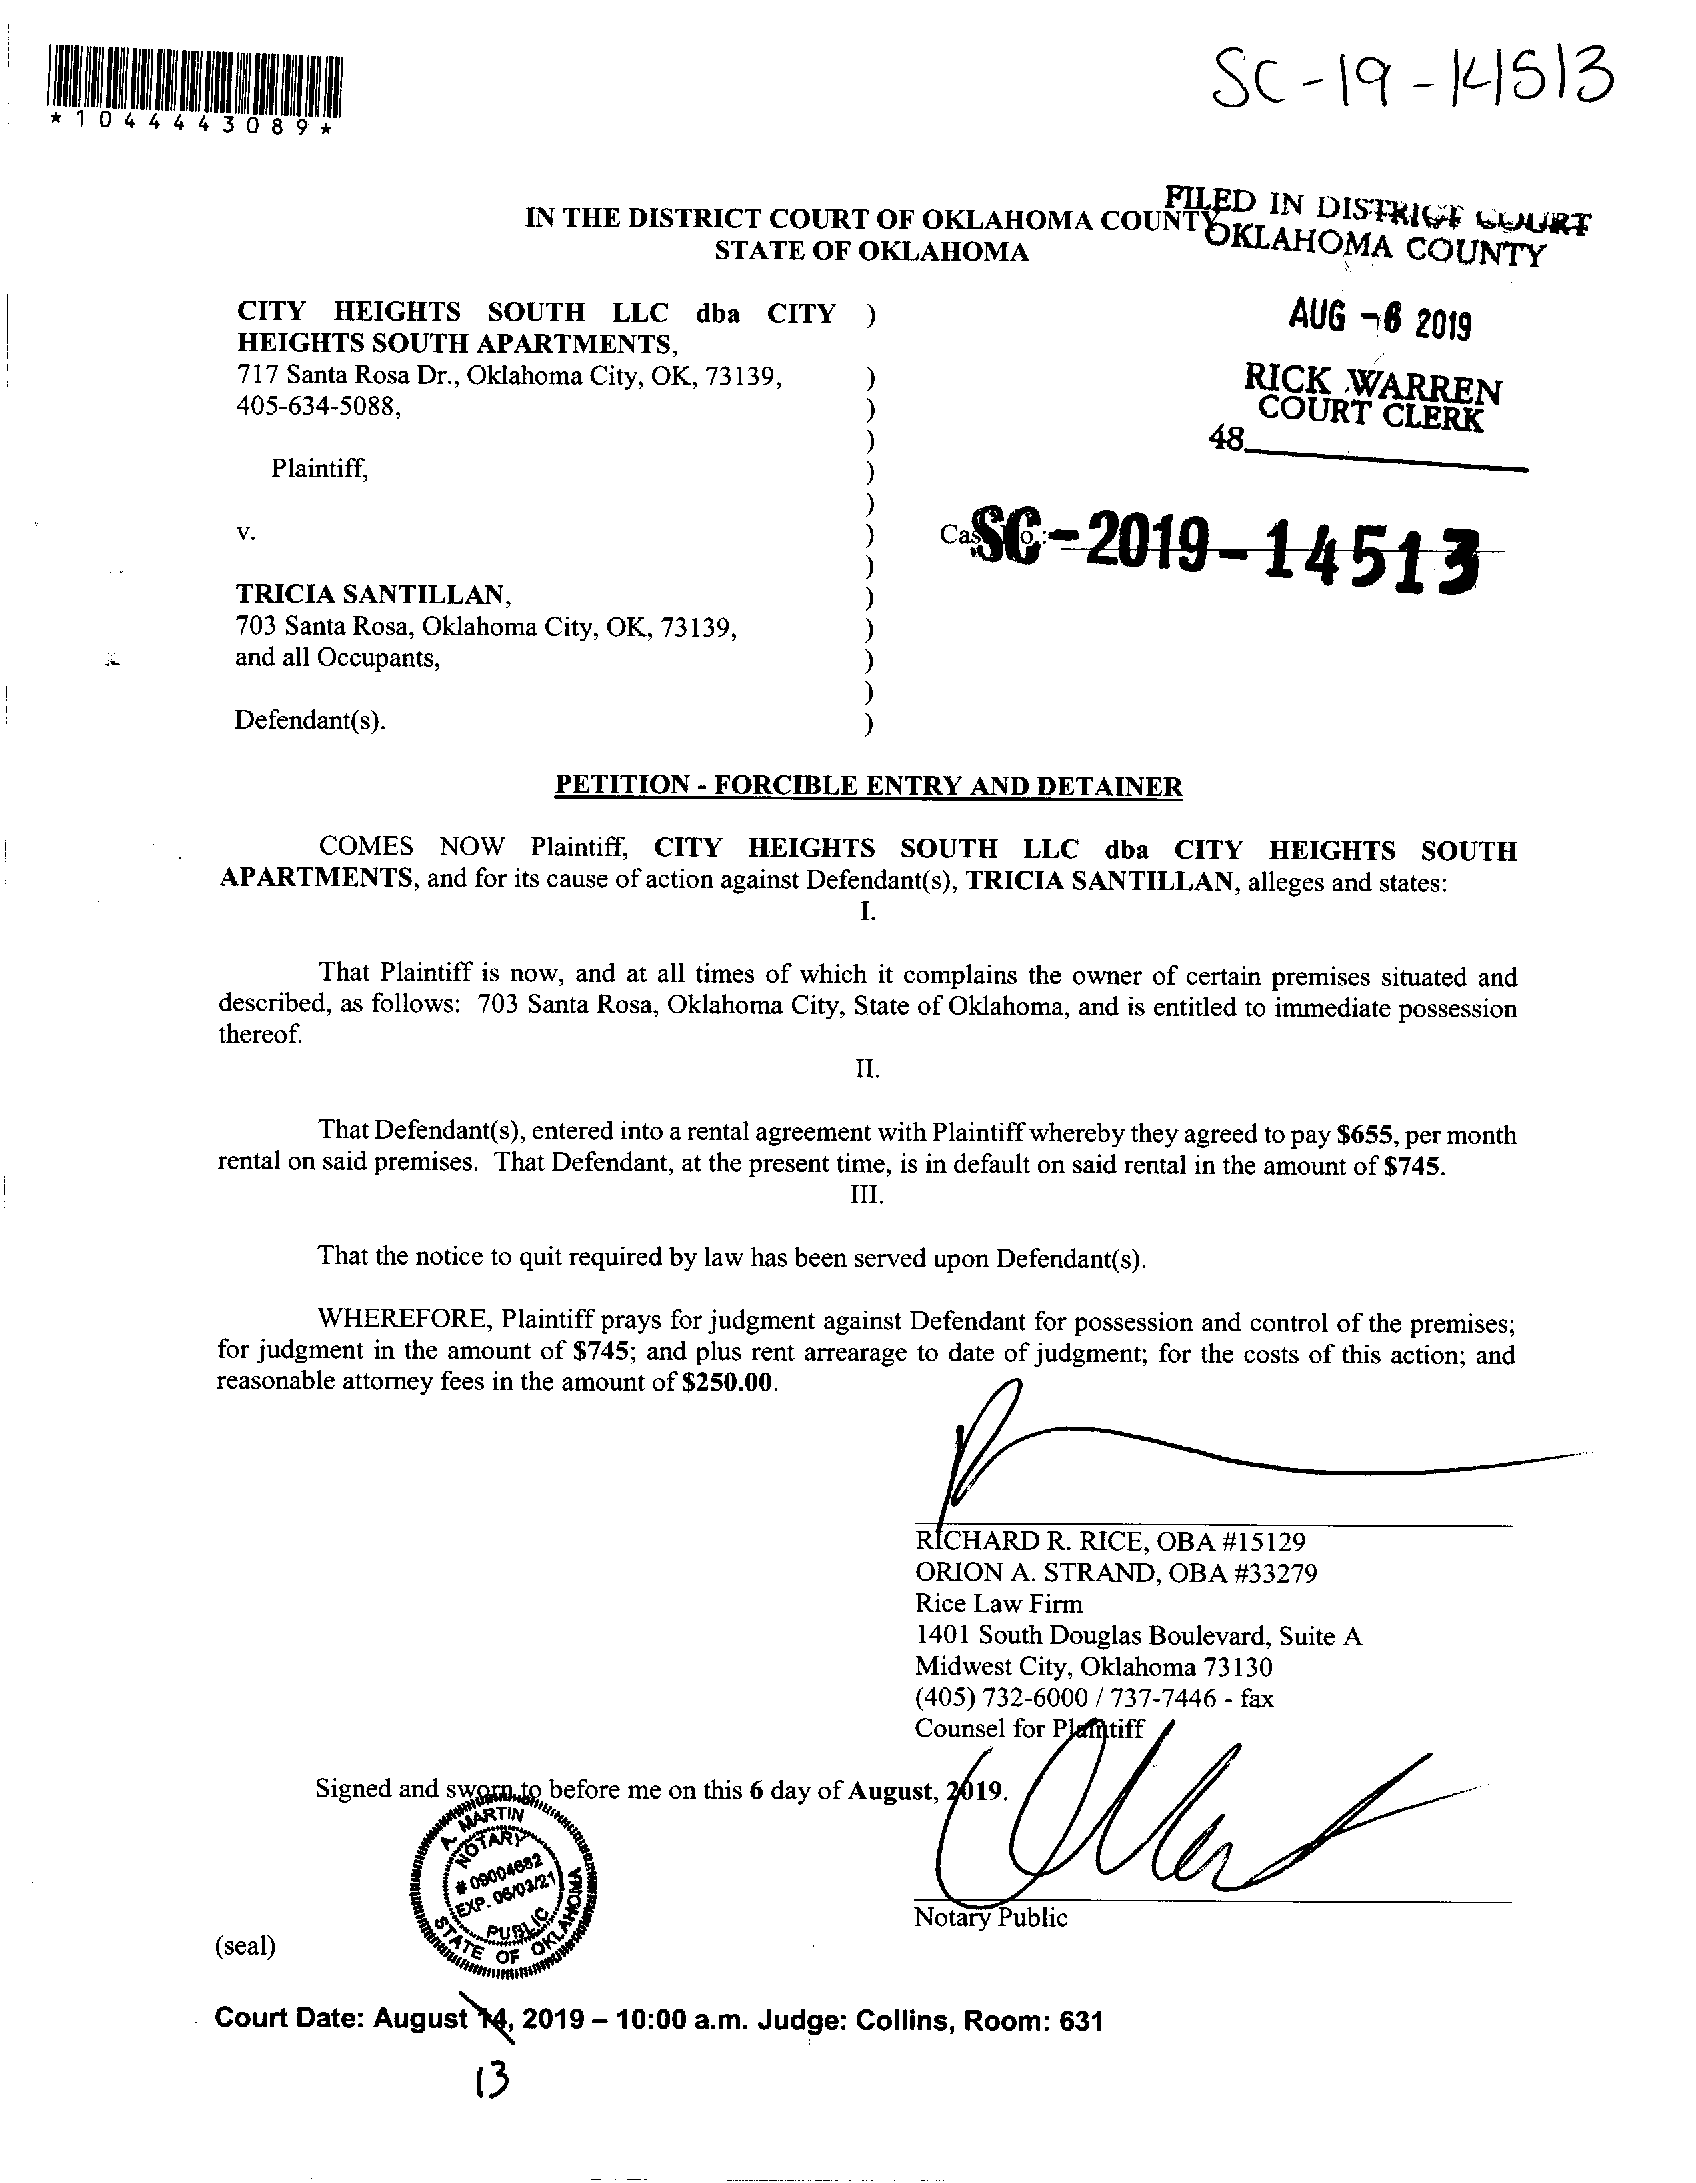 *1044443089*
SC-19-14513
FILED IN DISTRICT COURT
OKLAHOMA COUNTY
IN THE DISTRICT COURT OF OKLAHOMA COUNTY
STATE OF OKLAHOMA
AUG -6 2019
RICK WARREN
COURT CLERK
48
CITY HEIGHTS SOUTH LLC dba CITY )
HEIGHTS SOUTH APARTMENTS,
717 Santa Rosa Dr., Oklahoma City, OK, 73139, )
405-634-5088, )
)
Plaintiff, )
)
v. )
SC-2019-14513
)
TRICIA SANTILLAN, )
703 Santa Rosa, Oklahoma City, OK, 73139, )
and all Occupants, )
)
Defendant(s). )
PETITION - FORCIBLE ENTRY AND DETAINER
COMES NOW Plaintiff, CITY HEIGHTS SOUTH LLC dba CITY HEIGHTS SOUTH
APARTMENTS, and for its cause of action against Defendant(s), TRICIA SANTILLAN, alleges and states:
I.
That Plaintiff is now, and at all times of which it complains the owner of certain premises situated and
described, as follows: 703 Santa Rosa, Oklahoma City, State of Oklahoma, and is entitled to immediate possession
thereof.
II.
That Defendant(s), entered into a rental agreement with Plaintiff whereby they agreed to pay $655, per month
rental on said premises. That Defendant, at the present time, is in default on said rental in the amount of $745.
III.
That the notice to quit required by law has been served upon Defendant(s).
WHEREFORE, Plaintiff prays for judgment against Defendant for possession and control of the premises;
for judgment in the amount of $745; and plus rent arrearage to date of judgment; for the costs of this action; and
reasonable attorney fees in the amount of $250.00.
RICHARD R. RICE, OBA #15129
ORION A. STRAND, OBA #33279
Rice Law Firm
1401 South Douglas Boulevard, Suite A
Midwest City, Oklahoma 73130
(405) 732-6000 / 737-7446 - fax
Counsel for Plaintiff
Signed and sworn to before me on this 6 day of August, 2019.
A. MARTIN
NOTARY
# 09004682
EXP. 06/03/21
PUBLIC
STATE OF OKLAHOMA
Notary Public
(seal)
Court Date: August 14, 2019 – 10:00 a.m. Judge: Collins, Room: 631
13